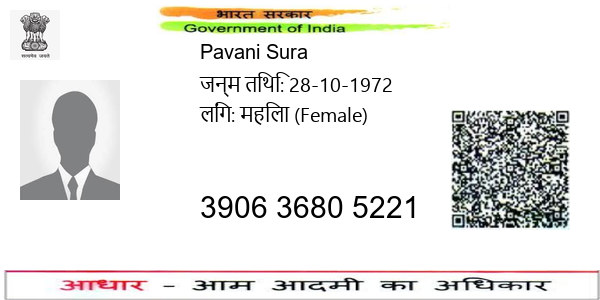 भारत सरकार
Government of India
सत्यमेव जयते
Pavani Sura
जन्म तिथि: 28-10-1972
लिंग: महिला (Female)
3906 3680 5221
आधार - आम आदमी का अधिकार